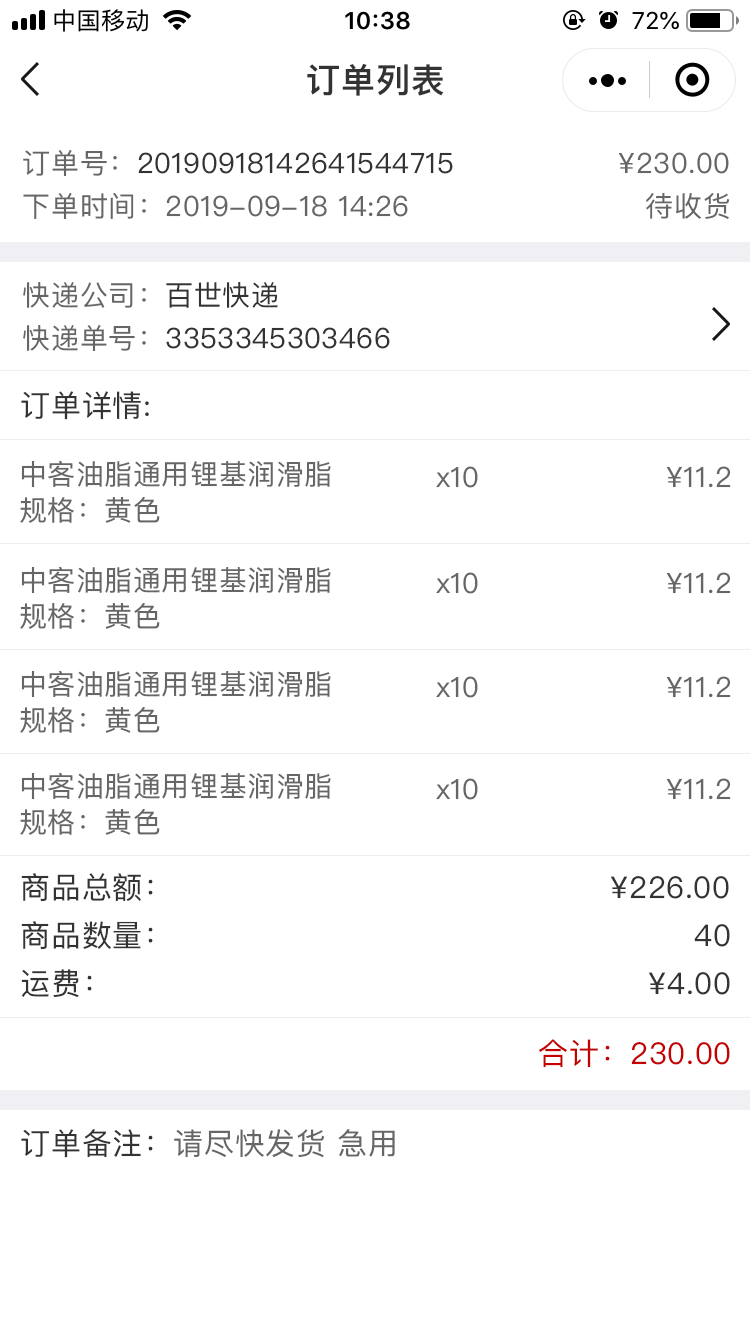 中国移动 10:38 72%
订单列表
订单号：20190918142641544715 ¥230.00
下单时间：2019-09-18 14:26 待收货
快递公司：百世快递
快递单号：3353345303466
订单详情:
中客油脂通用锂基润滑脂 x10 ¥11.2
规格：黄色
中客油脂通用锂基润滑脂 x10 ¥11.2
规格：黄色
中客油脂通用锂基润滑脂 x10 ¥11.2
规格：黄色
中客油脂通用锂基润滑脂 x10 ¥11.2
规格：黄色
商品总额： ¥226.00
商品数量： 40
运费： ¥4.00
合计：230.00
订单备注：请尽快发货 急用